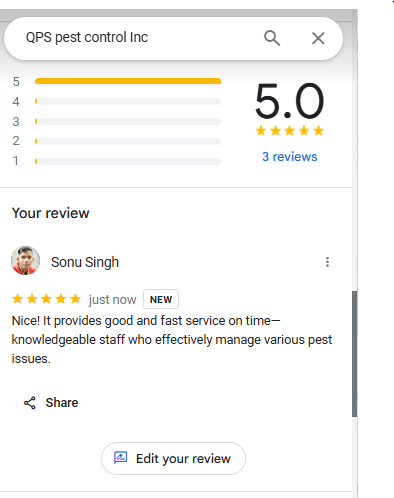 QPS pest control Inc
5
4
3
2
1
5.0
3 reviews
Your review
Sonu Singh
just now NEW
Nice! It provides good and fast service on time—
knowledgeable staff who effectively manage various pest
issues.
Share
Edit your review